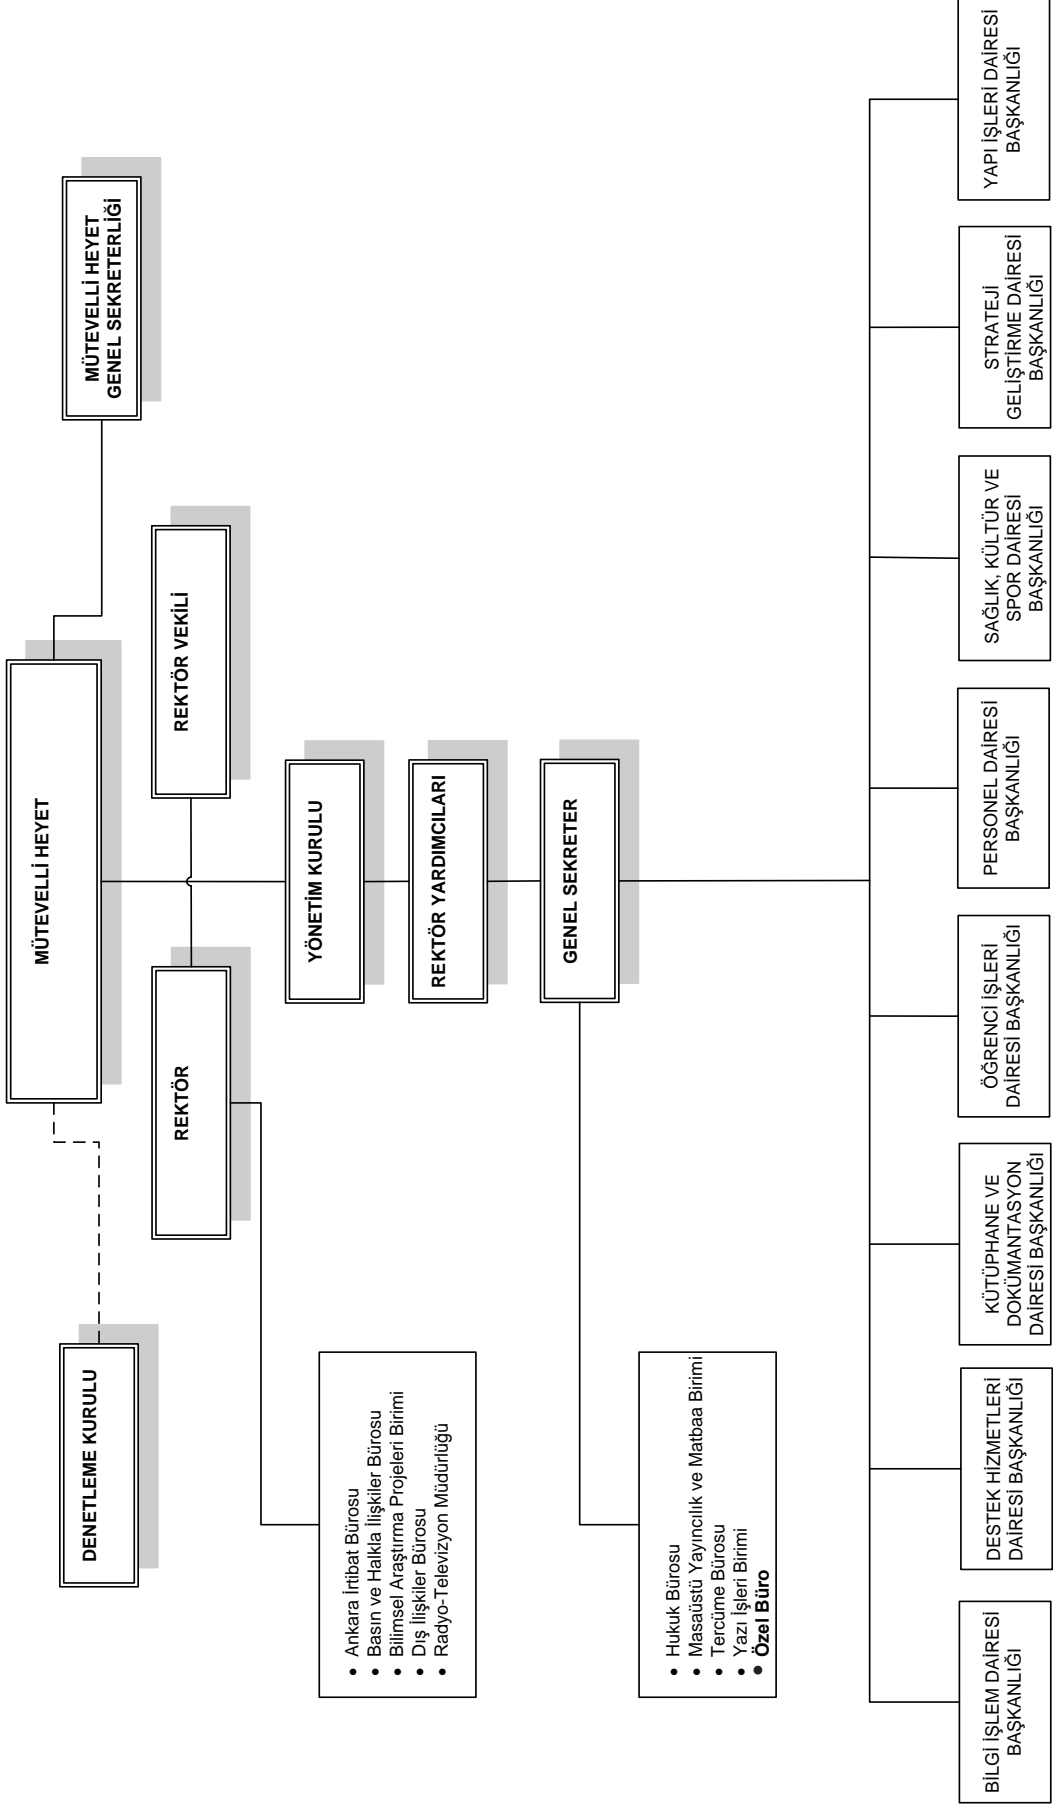 MÜTEVELLİ HEYET
MÜTEVELLİ HEYET
GENEL SEKRETERLİĞİ
DENETLEME KURULU
REKTÖR
REKTÖR VEKİLİ
YÖNETİM KURULU
• Ankara İrtibat Bürosu
• Basın ve Halkla İlişkiler Bürosu
• Bilimsel Araştırma Projeleri Birimi
• Dış İlişkiler Bürosu
• Radyo-Televizyon Müdürlüğü
REKTÖR YARDIMCILARI
GENEL SEKRETER
• Hukuk Bürosu
• Masaüstü Yayıncılık ve Matbaa Birimi
• Tercüme Bürosu
• Yazı İşleri Birimi
• Özel Büro
BİLGİ İŞLEM DAİRESİ
BAŞKANLIĞI
DESTEK HİZMETLERİ
DAİRESİ BAŞKANLIĞI
KÜTÜPHANE VE
DOKÜMANTASYON
DAİRESİ BAŞKANLIĞI
ÖĞRENCİ İŞLERİ
DAİRESİ BAŞKANLIĞI
PERSONEL DAİRESİ
BAŞKANLIĞI
SAĞLIK, KÜLTÜR VE
SPOR DAİRESİ
BAŞKANLIĞI
STRATEJİ
GELİŞTİRME DAİRESİ
BAŞKANLIĞI
YAPI İŞLERİ DAİRESİ
BAŞKANLIĞI